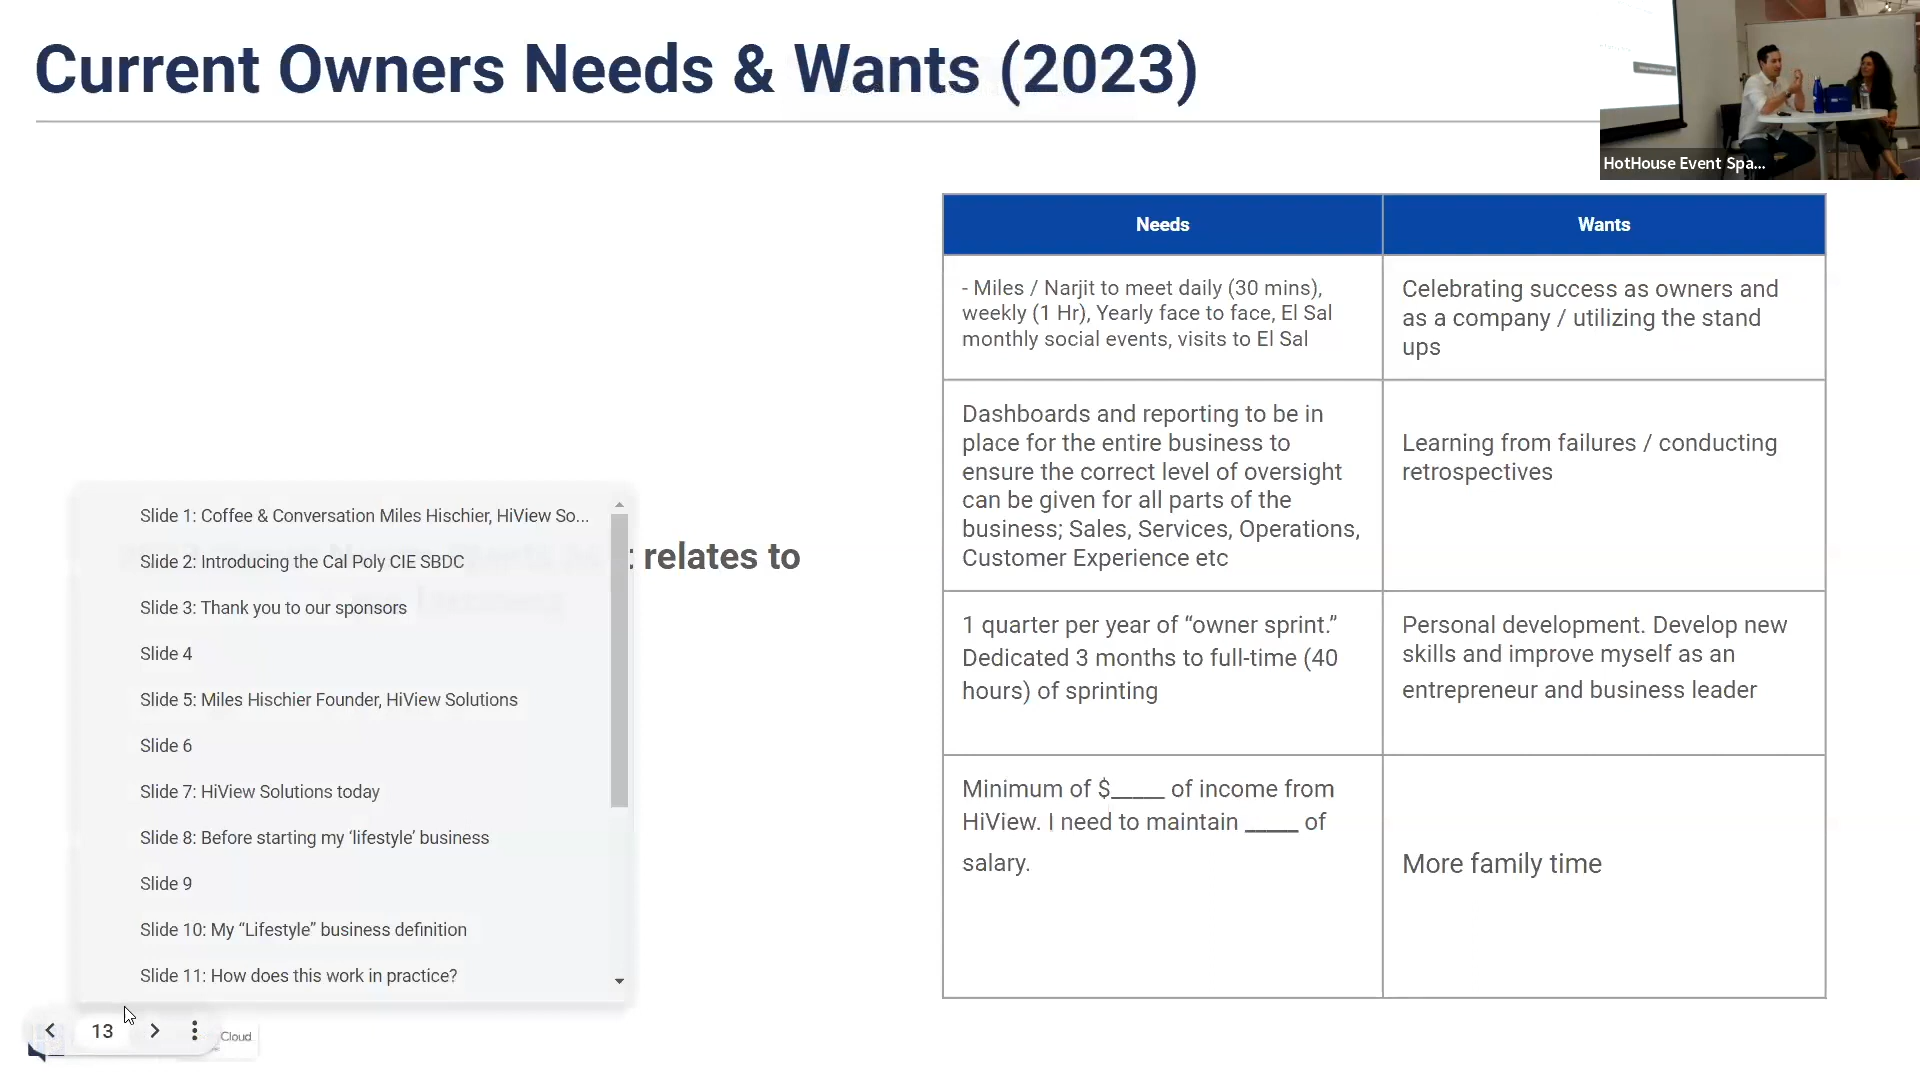 Current Owners Needs & Wants (2023)
HotHouse Event Spa...
Needs
Wants
- Miles / Narjit to meet daily (30 mins),
weekly (1 Hr), Yearly face to face, El Sal
monthly social events, visits to El Sal
Celebrating success as owners and
as a company / utilizing the stand
ups
Dashboards and reporting to be in
place for the entire business to
ensure the correct level of oversight
can be given for all parts of the
business; Sales, Services, Operations,
Customer Experience etc
Learning from failures / conducting
retrospectives
1 quarter per year of “owner sprint.”
Dedicated 3 months to full-time (40
hours) of sprinting
Personal development. Develop new
skills and improve myself as an
entrepreneur and business leader
Minimum of $_____ of income from
HiView. I need to maintain _____ of
salary.
More family time
relates to
Slide 1: Coffee & Conversation Miles Hischier, HiView So...
Slide 2: Introducing the Cal Poly CIE SBDC
Slide 3: Thank you to our sponsors
Slide 4
Slide 5: Miles Hischier Founder, HiView Solutions
Slide 6
Slide 7: HiView Solutions today
Slide 8: Before starting my ‘lifestyle’ business
Slide 9
Slide 10: My “Lifestyle” business definition
Slide 11: How does this work in practice?
13
Cloud